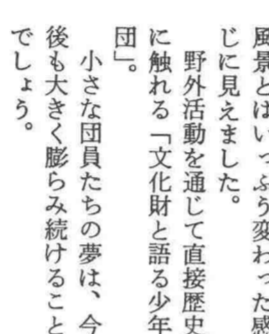 風景とはいっぷう変わった感
じに見えました。
　野外活動を通じて直接歴史
に触れる「文化財と語る少年
団」。
　小さな団員たちの夢は、今
後も大きく膨らみ続けること
でしょう。